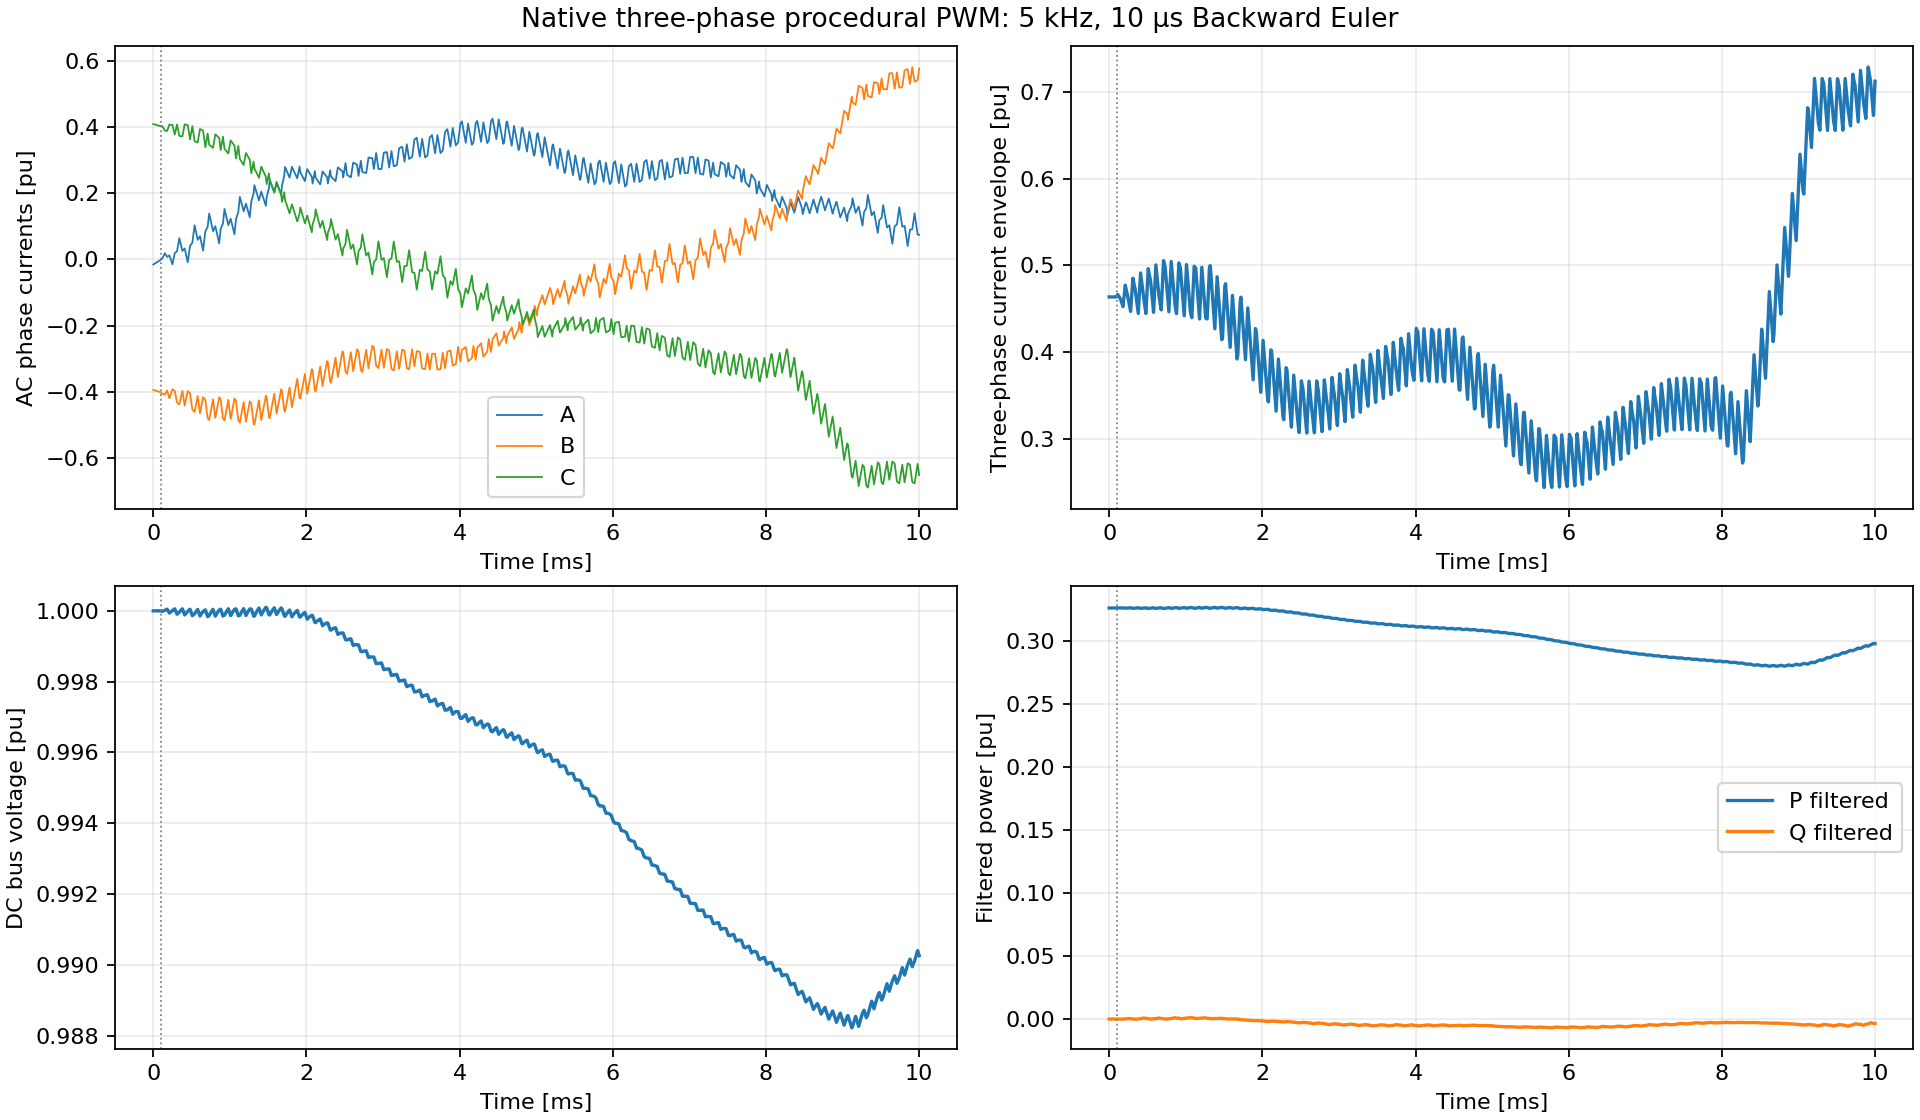 Native three-phase procedural PWM: 5 kHz, 10 µs Backward Euler
AC phase currents [pu]
0.6
0.4
0.2
0.0
−0.2
−0.4
−0.6
A
B
C
0 2 4 6 8 10
Time [ms]
Three-phase current envelope [pu]
0.7
0.6
0.5
0.4
0.3
0 2 4 6 8 10
Time [ms]
DC bus voltage [pu]
1.000
0.998
0.996
0.994
0.992
0.990
0.988
0 2 4 6 8 10
Time [ms]
Filtered power [pu]
0.30
0.25
0.20
0.15
0.10
0.05
0.00
P filtered
Q filtered
0 2 4 6 8 10
Time [ms]